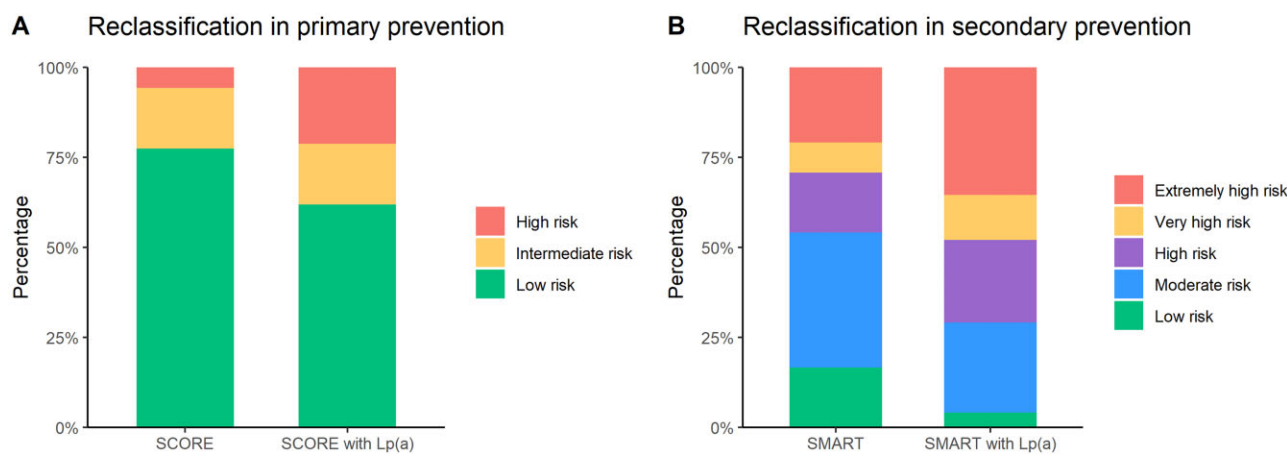 A Reclassification in primary prevention
100%
75%
50%
25%
0%
Percentage
SCORE
SCORE with Lp(a)
High risk
Intermediate risk
Low risk
B Reclassification in secondary prevention
100%
75%
50%
25%
0%
Percentage
SMART
SMART with Lp(a)
Extremely high risk
Very high risk
High risk
Moderate risk
Low risk